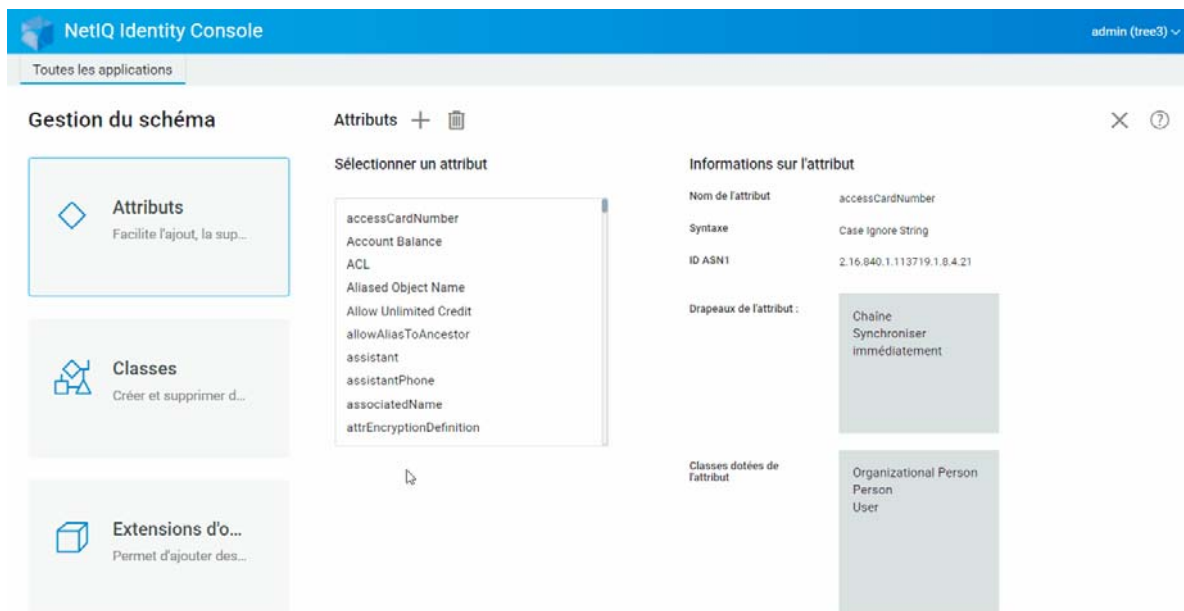 NetIQ Identity Console
admin (tree3)
Toutes les applications
Gestion du schéma
Attributs
Facilite l'ajout, la sup...
Classes
Créer et supprimer d...
Extensions d'o...
Permet d'ajouter des...
Attributs
Sélectionner un attribut
accessCardNumber
Account Balance
ACL
Aliased Object Name
Allow Unlimited Credit
allowAliasToAncestor
assistant
assistantPhone
associatedName
attrEncryptionDefinition
Informations sur l'attribut
Nom de l'attribut accessCardNumber
Syntaxe Case Ignore String
ID ASN1 2.16.840.1.113719.1.8.4.21
Drapeaux de l'attribut :
Chaîne
Synchroniser
immédiatement
Classes dotées de
l'attribut
Organizational Person
Person
User